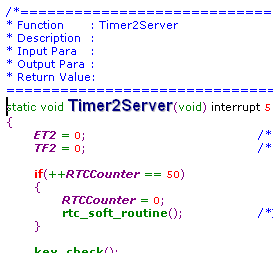 /*============================
* Function : Timer2Server
* Description :
* Input Para :
* Output Para :
* Return Value:
==============================
static void Timer2Server(void) interrupt 5
{
ET2 = 0; /*
TF2 = 0; /*
if(++RTCCounter == 50)
{
RTCCounter = 0;
rtc_soft_routine(); /*
}
key_check();